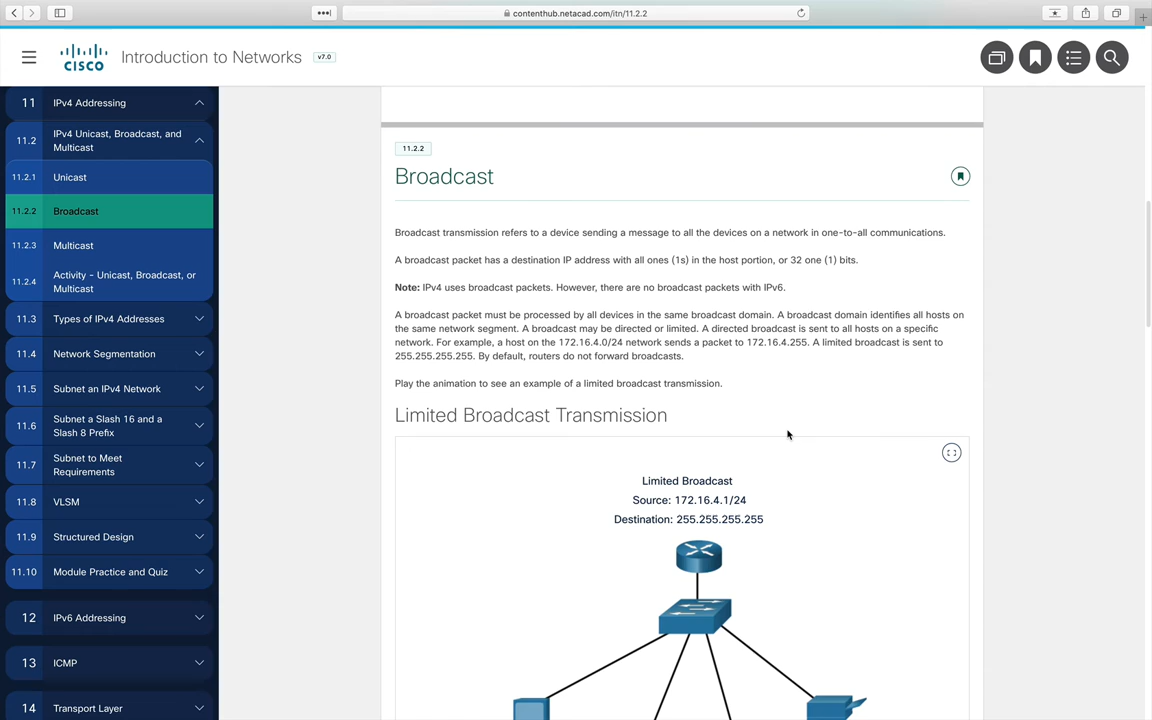 contenthub.netacad.com/itn/11.2.2
CISCO
Introduction to Networks
v7.0
11 IPv4 Addressing
11.2 IPv4 Unicast, Broadcast, and
Multicast
11.2.1 Unicast
11.2.2 Broadcast
11.2.3 Multicast
11.2.4 Activity – Unicast, Broadcast, or
Multicast
11.3 Types of IPv4 Addresses
11.4 Network Segmentation
11.5 Subnet an IPv4 Network
11.6 Subnet a Slash 16 and a
Slash 8 Prefix
11.7 Subnet to Meet
Requirements
11.8 VLSM
11.9 Structured Design
11.10 Module Practice and Quiz
12 IPv6 Addressing
13 ICMP
14 Transport Layer
11.2.2
Broadcast
Broadcast transmission refers to a device sending a message to all the devices on a network in one-to-all communications.
A broadcast packet has a destination IP address with all ones (1s) in the host portion, or 32 one (1) bits.
Note: IPv4 uses broadcast packets. However, there are no broadcast packets with IPv6.
A broadcast packet must be processed by all devices in the same broadcast domain. A broadcast domain identifies all hosts on
the same network segment. A broadcast may be directed or limited. A directed broadcast is sent to all hosts on a specific
network. For example, a host on the 172.16.4.0/24 network sends a packet to 172.16.4.255. A limited broadcast is sent to
255.255.255.255. By default, routers do not forward broadcasts.
Play the animation to see an example of a limited broadcast transmission.
Limited Broadcast Transmission
Limited Broadcast
Source: 172.16.4.1/24
Destination: 255.255.255.255